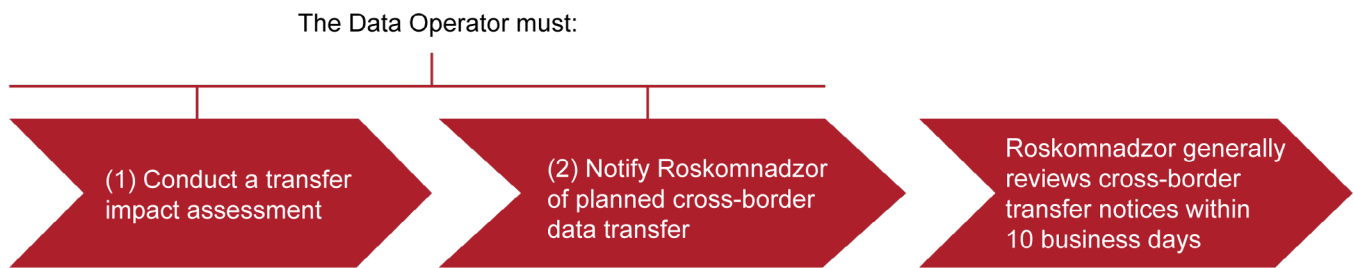 The Data Operator must:
(1) Conduct a transfer
impact assessment
(2) Notify Roskomnadzor
of planned cross-border
data transfer
Roskomnadzor generally
reviews cross-border
transfer notices within
10 business days